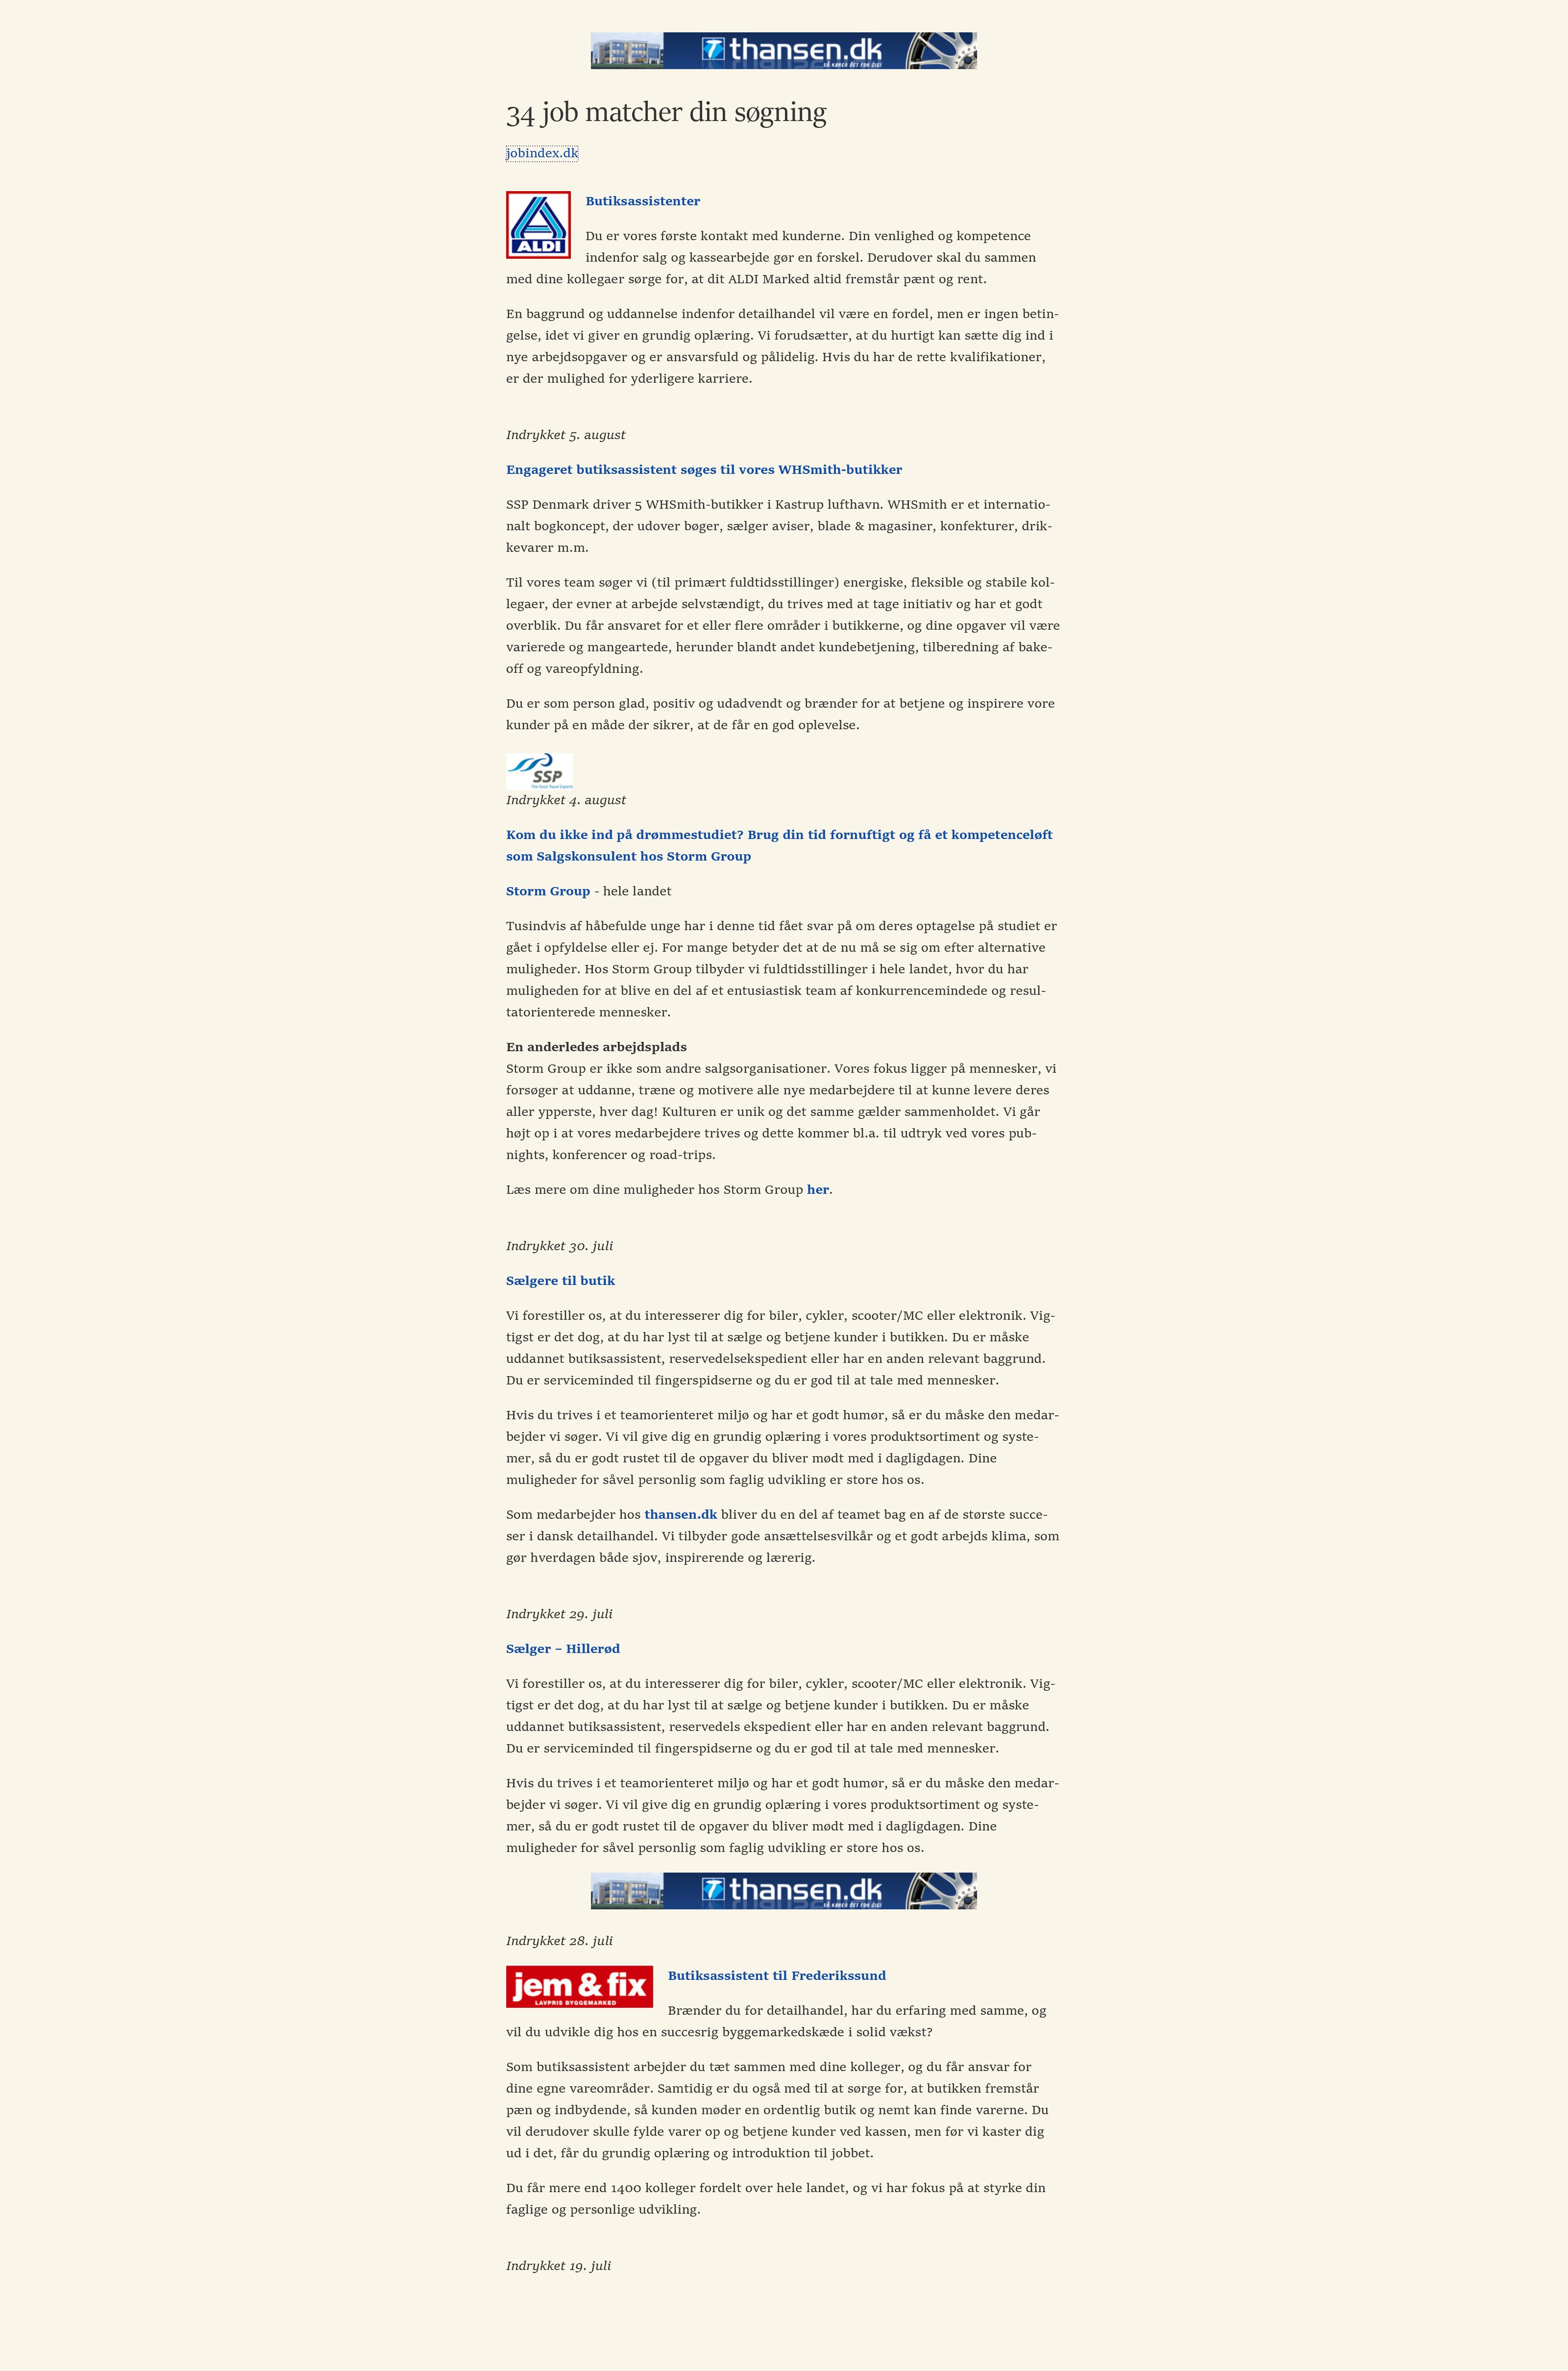 thansen.dk
SÅ KØRER DET FOR DIG!
34 job matcher din søgning
jobindex.dk
ALDI
Butiksassistenter
Du er vores første kontakt med kunderne. Din venlighed og kompetence
indenfor salg og kassearbejde gør en forskel. Derudover skal du sammen
med dine kollegaer sørge for, at dit ALDI Marked altid fremstår pænt og rent.
En baggrund og uddannelse indenfor detailhandel vil være en fordel, men er ingen betin-
gelse, idet vi giver en grundig oplæring. Vi forudsætter, at du hurtigt kan sætte dig ind i
nye arbejdsopgaver og er ansvarsfuld og pålidelig. Hvis du har de rette kvalifikationer,
er der mulighed for yderligere karriere.
Indrykket 5. august
Engageret butiksassistent søges til vores WHSmith-butikker
SSP Denmark driver 5 WHSmith-butikker i Kastrup lufthavn. WHSmith er et internatio-
nalt bogkoncept, der udover bøger, sælger aviser, blade & magasiner, konfekturer, drik-
kevarer m.m.
Til vores team søger vi (til primært fuldtidsstillinger) energiske, fleksible og stabile kol-
legaer, der evner at arbejde selvstændigt, du trives med at tage initiativ og har et godt
overblik. Du får ansvaret for et eller flere områder i butikkerne, og dine opgaver vil være
varierede og mangeartede, herunder blandt andet kundebetjening, tilberedning af bake-
off og vareopfyldning.
Du er som person glad, positiv og udadvendt og brænder for at betjene og inspirere vore
kunder på en måde der sikrer, at de får en god oplevelse.
SSP
The Food Travel Experts
Indrykket 4. august
Kom du ikke ind på drømmestudiet? Brug din tid fornuftigt og få et kompetenceløft
som Salgskonsulent hos Storm Group
Storm Group - hele landet
Tusindvis af håbefulde unge har i denne tid fået svar på om deres optagelse på studiet er
gået i opfyldelse eller ej. For mange betyder det at de nu må se sig om efter alternative
muligheder. Hos Storm Group tilbyder vi fuldtidsstillinger i hele landet, hvor du har
muligheden for at blive en del af et entusiastisk team af konkurrencemindede og resul-
tatorienterede mennesker.
En anderledes arbejdsplads
Storm Group er ikke som andre salgsorganisationer. Vores fokus ligger på mennesker, vi
forsøger at uddanne, træne og motivere alle nye medarbejdere til at kunne levere deres
aller ypperste, hver dag! Kulturen er unik og det samme gælder sammenholdet. Vi går
højt op i at vores medarbejdere trives og dette kommer bl.a. til udtryk ved vores pub-
nights, konferencer og road-trips.
Læs mere om dine muligheder hos Storm Group her.
Indrykket 30. juli
Sælgere til butik
Vi forestiller os, at du interesserer dig for biler, cykler, scooter/MC eller elektronik. Vig-
tigst er det dog, at du har lyst til at sælge og betjene kunder i butikken. Du er måske
uddannet butiksassistent, reservedelsekspedient eller har en anden relevant baggrund.
Du er serviceminded til fingerspidserne og du er god til at tale med mennesker.
Hvis du trives i et teamorienteret miljø og har et godt humør, så er du måske den medar-
bejder vi søger. Vi vil give dig en grundig oplæring i vores produktsortiment og syste-
mer, så du er godt rustet til de opgaver du bliver mødt med i dagligdagen. Dine
muligheder for såvel personlig som faglig udvikling er store hos os.
Som medarbejder hos thansen.dk bliver du en del af teamet bag en af de største succe-
ser i dansk detailhandel. Vi tilbyder gode ansættelsesvilkår og et godt arbejds klima, som
gør hverdagen både sjov, inspirerende og lærerig.
Indrykket 29. juli
Sælger – Hillerød
Vi forestiller os, at du interesserer dig for biler, cykler, scooter/MC eller elektronik. Vig-
tigst er det dog, at du har lyst til at sælge og betjene kunder i butikken. Du er måske
uddannet butiksassistent, reservedels ekspedient eller har en anden relevant baggrund.
Du er serviceminded til fingerspidserne og du er god til at tale med mennesker.
Hvis du trives i et teamorienteret miljø og har et godt humør, så er du måske den medar-
bejder vi søger. Vi vil give dig en grundig oplæring i vores produktsortiment og syste-
mer, så du er godt rustet til de opgaver du bliver mødt med i dagligdagen. Dine
muligheder for såvel personlig som faglig udvikling er store hos os.
thansen.dk
SÅ KØRER DET FOR DIG!
Indrykket 28. juli
jem & fix
LAVPRIS BYGGEMARKED
Butiksassistent til Frederikssund
Brænder du for detailhandel, har du erfaring med samme, og
vil du udvikle dig hos en succesrig byggemarkedskæde i solid vækst?
Som butiksassistent arbejder du tæt sammen med dine kolleger, og du får ansvar for
dine egne vareområder. Samtidig er du også med til at sørge for, at butikken fremstår
pæn og indbydende, så kunden møder en ordentlig butik og nemt kan finde varerne. Du
vil derudover skulle fylde varer op og betjene kunder ved kassen, men før vi kaster dig
ud i det, får du grundig oplæring og introduktion til jobbet.
Du får mere end 1400 kolleger fordelt over hele landet, og vi har fokus på at styrke din
faglige og personlige udvikling.
Indrykket 19. juli